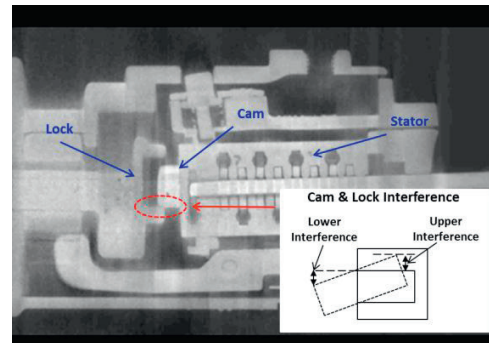 Cam
Lock
Stator
Cam & Lock Interference
Lower
Interference
Upper
Interference